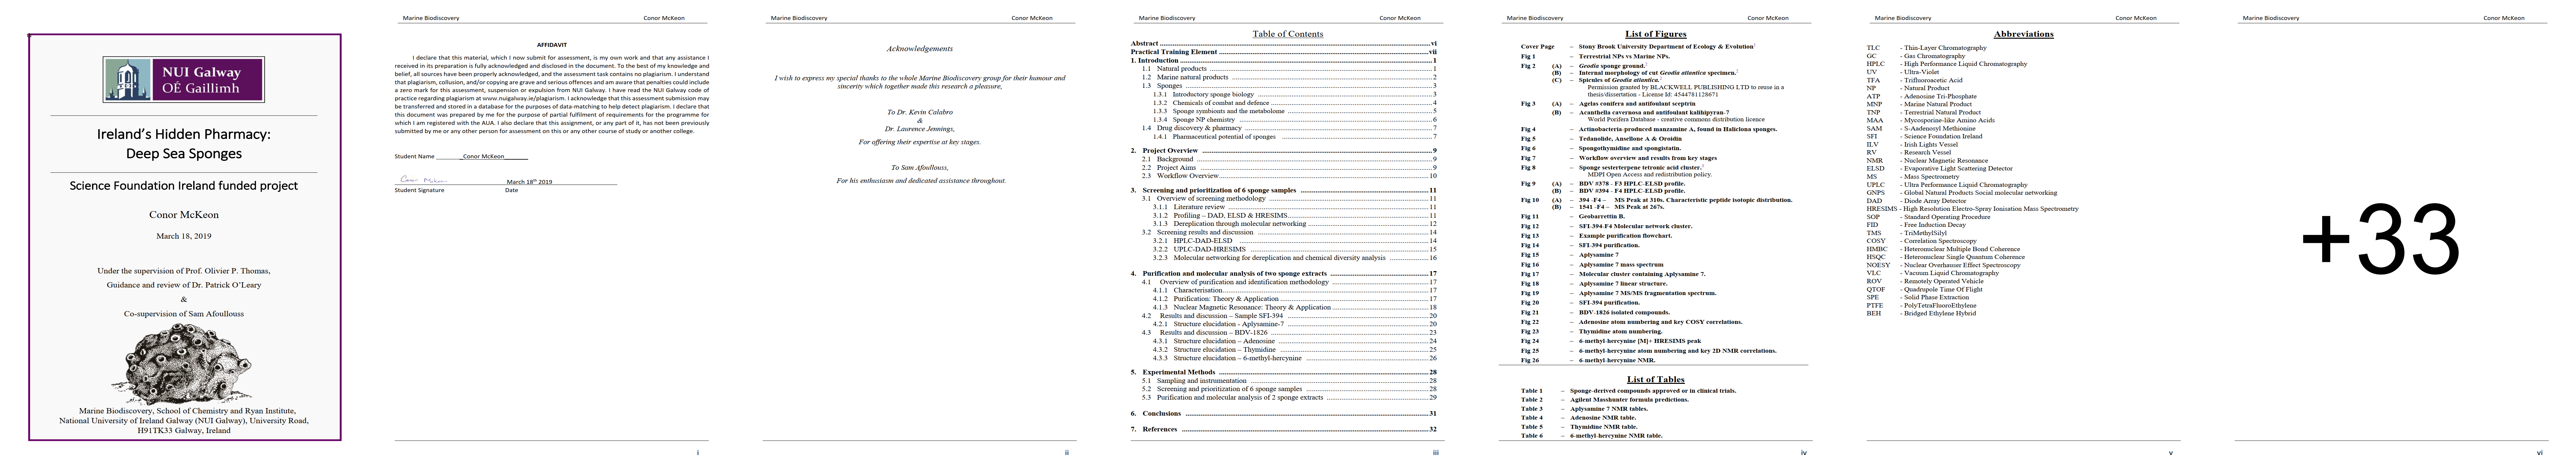 NUI Galway
OÉ Gaillimh
Ireland's Hidden Pharmacy:
Deep Sea Sponges
Science Foundation Ireland funded project
Conor McKeon
March 18, 2019
Under the supervision of Prof. Olivier P. Thomas,
Guidance and review of Dr. Patrick O'Leary
&
Co-supervision of Sam Afoullouss
Marine Biodiscovery, School of Chemistry and Ryan Institute,
National University of Ireland Galway (NUI Galway), University Road,
H91TK33 Galway, Ireland
Marine Biodiscovery Conor McKeon
AFFIDAVIT
I declare that this material, which I now submit for assessment, is my own work and that any assistance I
received in its preparation is fully acknowledged and disclosed in the document. To the best of my knowledge and
belief, all sources have been properly acknowledged, and the assessment task contains no plagiarism. I understand
that plagiarism, collusion, and/or copying are grave and serious offences and am aware that penalties could include
a zero mark for this assessment, suspension or expulsion from NUI Galway. I have read the NUI Galway code of
practice regarding plagiarism at www.nuigalway.ie/plagiarism. I acknowledge that this assessment submission may
be transferred and stored in a database for the purposes of data-matching to help detect plagiarism. I declare that
this document was prepared by me for the purpose of partial fulfilment of requirements for the programme for
which I am registered with the AUA. I also declare that this assignment, or any part of it, has not been previously
submitted by me or any other person for assessment on this or any other course of study or another college.
Student Name ________Conor McKeon_______
Conor McKeon March 18th 2019
Student Signature Date
i
Marine Biodiscovery Conor McKeon
Acknowledgements
I wish to express my special thanks to the whole Marine Biodiscovery group for their humour and
sincerity which together made this research a pleasure,
To Dr. Kevin Calabro
&
Dr. Laurence Jennings,
For offering their expertise at key stages.
To Sam Afoullouss,
For his enthusiasm and dedicated assistance throughout.
ii
Marine Biodiscovery Conor McKeon
Table of Contents
Abstract vi
Practical Training Element vii
1. Introduction 1
1.1 Natural products 1
1.2 Marine natural products 2
1.3 Sponges 3
1.3.1 Introductory sponge biology 3
1.3.2 Chemicals of combat and defence 4
1.3.3 Sponge symbionts and the metabolome 5
1.3.4 Sponge NP chemistry 6
1.4 Drug discovery & pharmacy 7
1.4.1 Pharmaceutical potential of sponges 7
2. Project Overview 9
2.1 Background 9
2.2 Project Aims 9
2.3 Workflow Overview 10
3. Screening and prioritization of 6 sponge samples 11
3.1 Overview of screening methodology 11
3.1.1 Literature review 11
3.1.2 Profiling – DAD, ELSD & HRESIMS 11
3.1.3 Dereplication through molecular networking 12
3.2 Screening results and discussion 14
3.2.1 HPLC-DAD-ELSD 14
3.2.2 UPLC-DAD-HRESIMS 15
3.2.3 Molecular networking for dereplication and chemical diversity analysis 16
4. Purification and molecular analysis of two sponge extracts 17
4.1 Overview of purification and identification methodology 17
4.1.1 Characterisation 17
4.1.2 Purification: Theory & Application 17
4.1.3 Nuclear Magnetic Resonance: Theory & Application 18
4.2 Results and discussion – Sample SFI-394 20
4.2.1 Structure elucidation - Aplysamine-7 20
4.3 Results and discussion – BDV-1826 23
4.3.1 Structure elucidation – Adenosine 24
4.3.2 Structure elucidation – Thymidine 25
4.3.3 Structure elucidation – 6-methyl-hercynine 26
5. Experimental Methods 28
5.1 Sampling and instrumentation 28
5.2 Screening and prioritization of 6 sponge samples 28
5.3 Purification and molecular analysis of 2 sponge extracts 29
6. Conclusions 31
7. References 32
iii
Marine Biodiscovery Conor McKeon
List of Figures
Cover Page – Stony Brook University Department of Ecology & Evolution1
Fig 1 – Terrestrial NPs vs Marine NPs.
Fig 2 (A) – Geodia sponge ground.2
(B) – Internal morphology of cut Geodia atlantica specimen.2
(C) – Spicules of Geodia atlantica.2
Permission granted by BLACKWELL PUBLISHING LTD to reuse in a
thesis/dissertation - License Id: 4544781128671
Fig 3 (A) – Agelas conifera and antifoulant sceptrin
(B) – Acanthella cavernosa and antifoulant kalihipyran-7
World Porifera Database - creative commons distribution licence
Fig 4 – Actinobacteria-produced manzamine A, found in Haliclona sponges.
Fig 5 – Tedanolide, Ansellone A & Oroidin
Fig 6 – Spongothymidine and spongistatin.
Fig 7 – Workflow overview and results from key stages
Fig 8 – Sponge sesterterpene tetronic acid cluster.3
MDPI Open Access and redistribution policy.
Fig 9 (A) – BDV #378 - F3 HPLC-ELSD profile.
(B) – BDV #394 - F4 HPLC-ELSD profile.
Fig 10 (A) – 394 -F4 – MS Peak at 310s. Characteristic peptide isotopic distribution.
(B) – 1541 -F4 – MS Peak at 267s.
Fig 11 – Geobarrettin B.
Fig 12 – SFI-394-F4 Molecular network cluster.
Fig 13 – Example purification flowchart.
Fig 14 – SFI-394 purification.
Fig 15 – Aplysamine 7
Fig 16 – Aplysamine 7 mass spectrum
Fig 17 – Molecular cluster containing Aplysamine 7.
Fig 18 – Aplysamine 7 linear structure.
Fig 19 – Aplysamine 7 MS/MS fragmentation spectrum.
Fig 20 – SFI-394 purification.
Fig 21 – BDV-1826 isolated compounds.
Fig 22 – Adenosine atom numbering and key COSY correlations.
Fig 23 – Thymidine atom numbering.
Fig 24 – 6-methyl-hercynine [M]+ HRESIMS peak
Fig 25 – 6-methyl-hercynine atom numbering and key 2D NMR correlations.
Fig 26 – 6-methyl-hercynine NMR.
List of Tables
Table 1 – Sponge-derived compounds approved or in clinical trials.
Table 2 – Agilent Masshunter formula predictions.
Table 3 – Aplysamine 7 NMR tables.
Table 4 – Adenosine NMR table.
Table 5 – Thymidine NMR table.
Table 6 – 6-methyl-hercynine NMR table.
iv
Marine Biodiscovery Conor McKeon
Abbreviations
TLC - Thin-Layer Chromatography
GC - Gas Chromatography
HPLC - High Performance Liquid Chromatography
UV - Ultra-Violet
TFA - Trifluoroacetic Acid
NP - Natural Product
ATP - Adenosine Tri-Phosphate
MNP - Marine Natural Product
TNP - Terrestrial Natural Product
MAA - Mycosporine-like Amino Acids
SAM - S-Aadenosyl Methionine
SFI - Science Foundation Ireland
ILV - Irish Lights Vessel
RV - Research Vessel
NMR - Nuclear Magnetic Resonance
ELSD - Evaporative Light Scattering Detector
MS - Mass Spectrometry
UPLC - Ultra Performance Liquid Chromatography
GNPS - Global Natural Products Social molecular networking
DAD - Diode Array Detector
HRESIMS - High Resolution Electro-Spray Ionisation Mass Spectrometry
SOP - Standard Operating Procedure
FID - Free Induction Decay
TMS - TriMethylSilyl
COSY - Correlation Spectroscopy
HMBC - Heteronuclear Multiple Bond Coherence
HSQC - Heteronuclear Single Quantum Coherence
NOESY - Nuclear Overhauser Effect Spectroscopy
VLC - Vacuum Liquid Chromatography
ROV - Remotely Operated Vehicle
QTOF - Quadrupole Time Of Flight
SPE - Solid Phase Extraction
PTFE - PolyTetraFluoroEthylene
BEH - Bridged Ethylene Hybrid
v
Marine Biodiscovery Conor McKeon
+33
vi